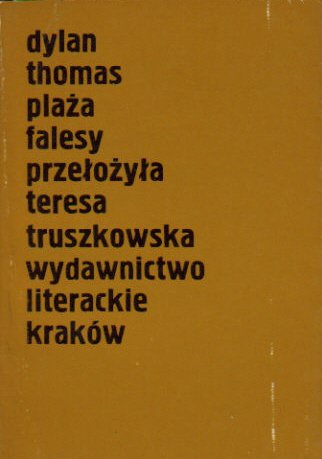 dylan
thomas
plaża
falesy
przełożyła
teresa
truszkowska
wydawnictwo
literackie
kraków